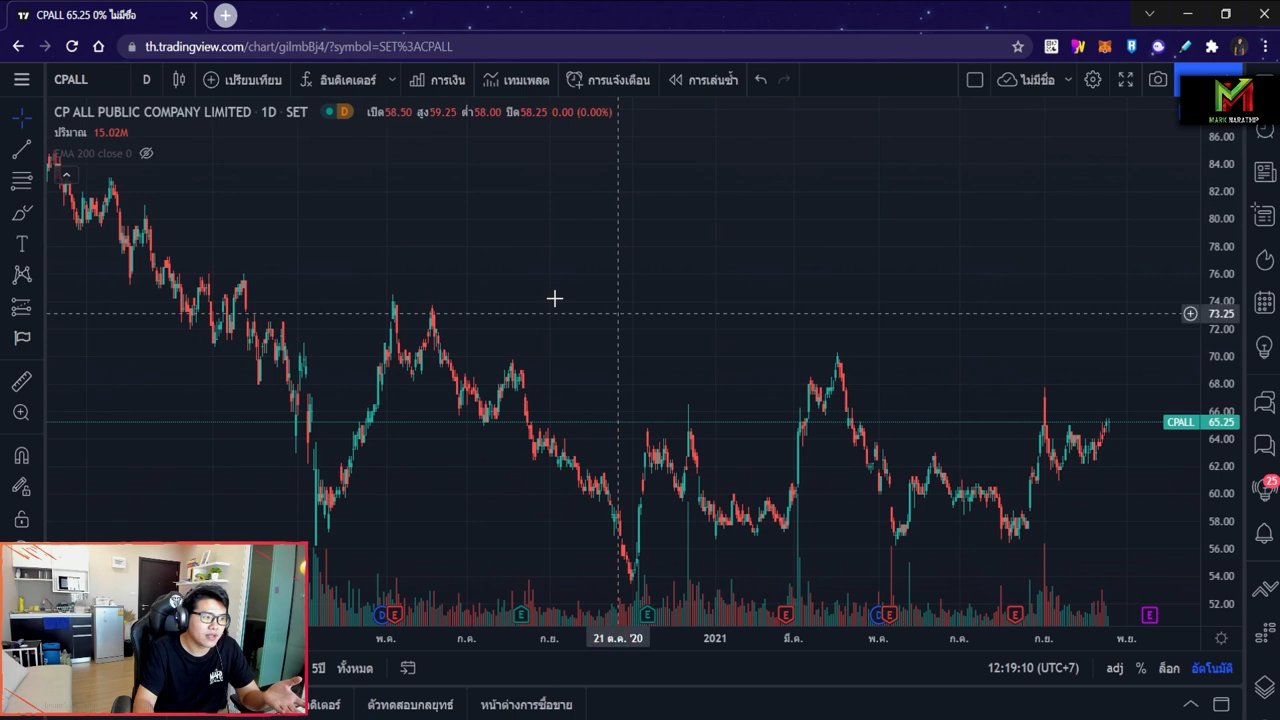 CPALL 65.25 0% ไม่มีชื่อ
th.tradingview.com/chart/gilmbBj4/?symbol=SET%3ACPALL
CPALL D เปรียบเทียบ อินดิเคเตอร์ การเงิน เทมเพลต การแจ้งเตือน การเล่นซ้ำ ไม่มีชื่อ
MARK NARATHIP
CP ALL PUBLIC COMPANY LIMITED · 1D · SET D เปิด58.50 สูง59.25 ต่ำ58.00 ปิด58.25 0.00 (0.00%)
ปริมาณ 15.02M
EMA 200 close 0
86.00
84.00
82.00
80.00
78.00
76.00
74.00
73.25
72.00
70.00
68.00
66.00
CPALL 65.25
64.00
62.00
60.00
58.00
56.00
54.00
52.00
25
D E E E E D E E E
พ.ค. ก.ค. ก.ย. 21 ต.ค. '20 2021 มี.ค. พ.ค. ก.ค. ก.ย. พ.ย.
5ปี ทั้งหมด 12:19:10 (UTC+7) adj % ล็อก อัตโนมัติ
ตัวทดสอบกลยุทธ์ หน้าต่างการซื้อขาย